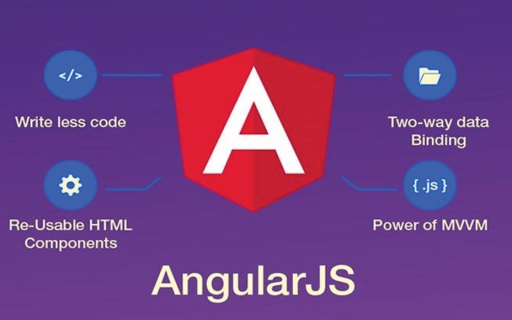 </>
Write less code
Two-way data
Binding
A
{ .js }
Re-Usable HTML
Components
Power of MVVM
AngularJS